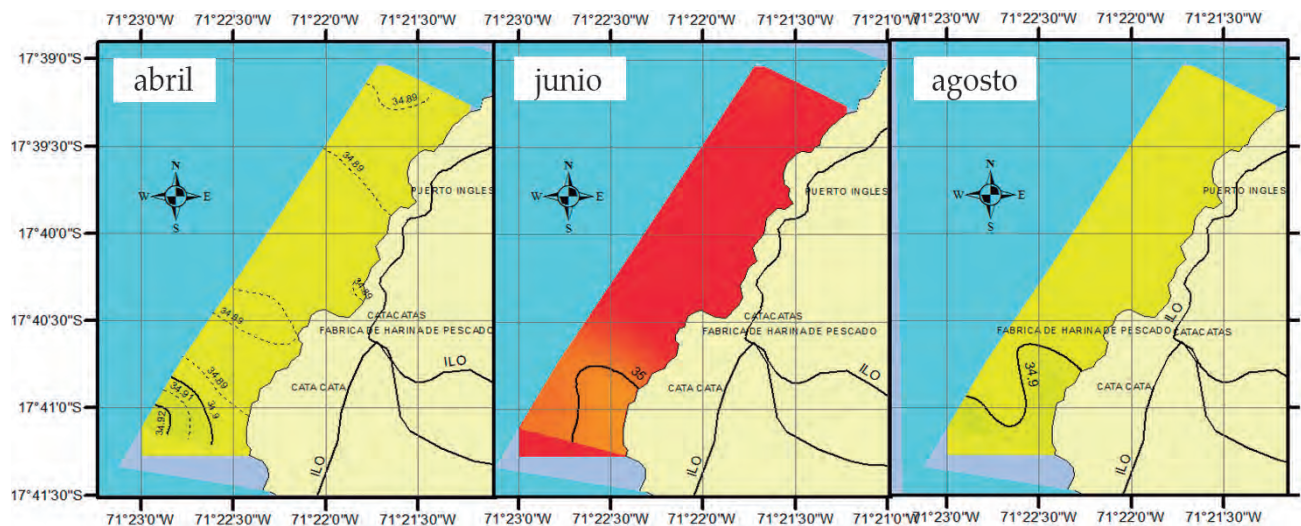 71°23'0"W 71°22'30"W 71°22'0"W 71°21'30"W 71°23'0"W 71°22'30"W 71°22'0"W 71°21'30"W 71°21'0"W 71°23'0"W 71°22'30"W 71°22'0"W 71°21'30"W
17°39'0"S
17°39'30"S
17°40'0"S
17°40'30"S
17°41'0"S
17°41'30"S
abril
N
W E
S
34.89
34.89
PUERTO INGLES
34.89
34.89
CATACATAS
FABRICA DE HARINA DE PESCADO
34.89
ILO
CATA CATA
34.91
34.9
34.92
ILO
junio
N
W E
S
PUERTO INGLES
CATACATAS
FABRICA DE HARINA DE PESCADO
35
ILO
CATA CATA
ILO
agosto
N
W E
S
PUERTO INGLES
ILO
FABRICA DE HARINA DE PESCADO CATACATAS
34.9
CATA CATA
ILO
71°23'0"W 71°22'30"W 71°22'0"W 71°21'30"W 71°23'0"W 71°22'30"W 71°22'0"W 71°21'30"W 71°21'0"W 71°23'0"W 71°22'30"W 71°22'0"W 71°21'30"W